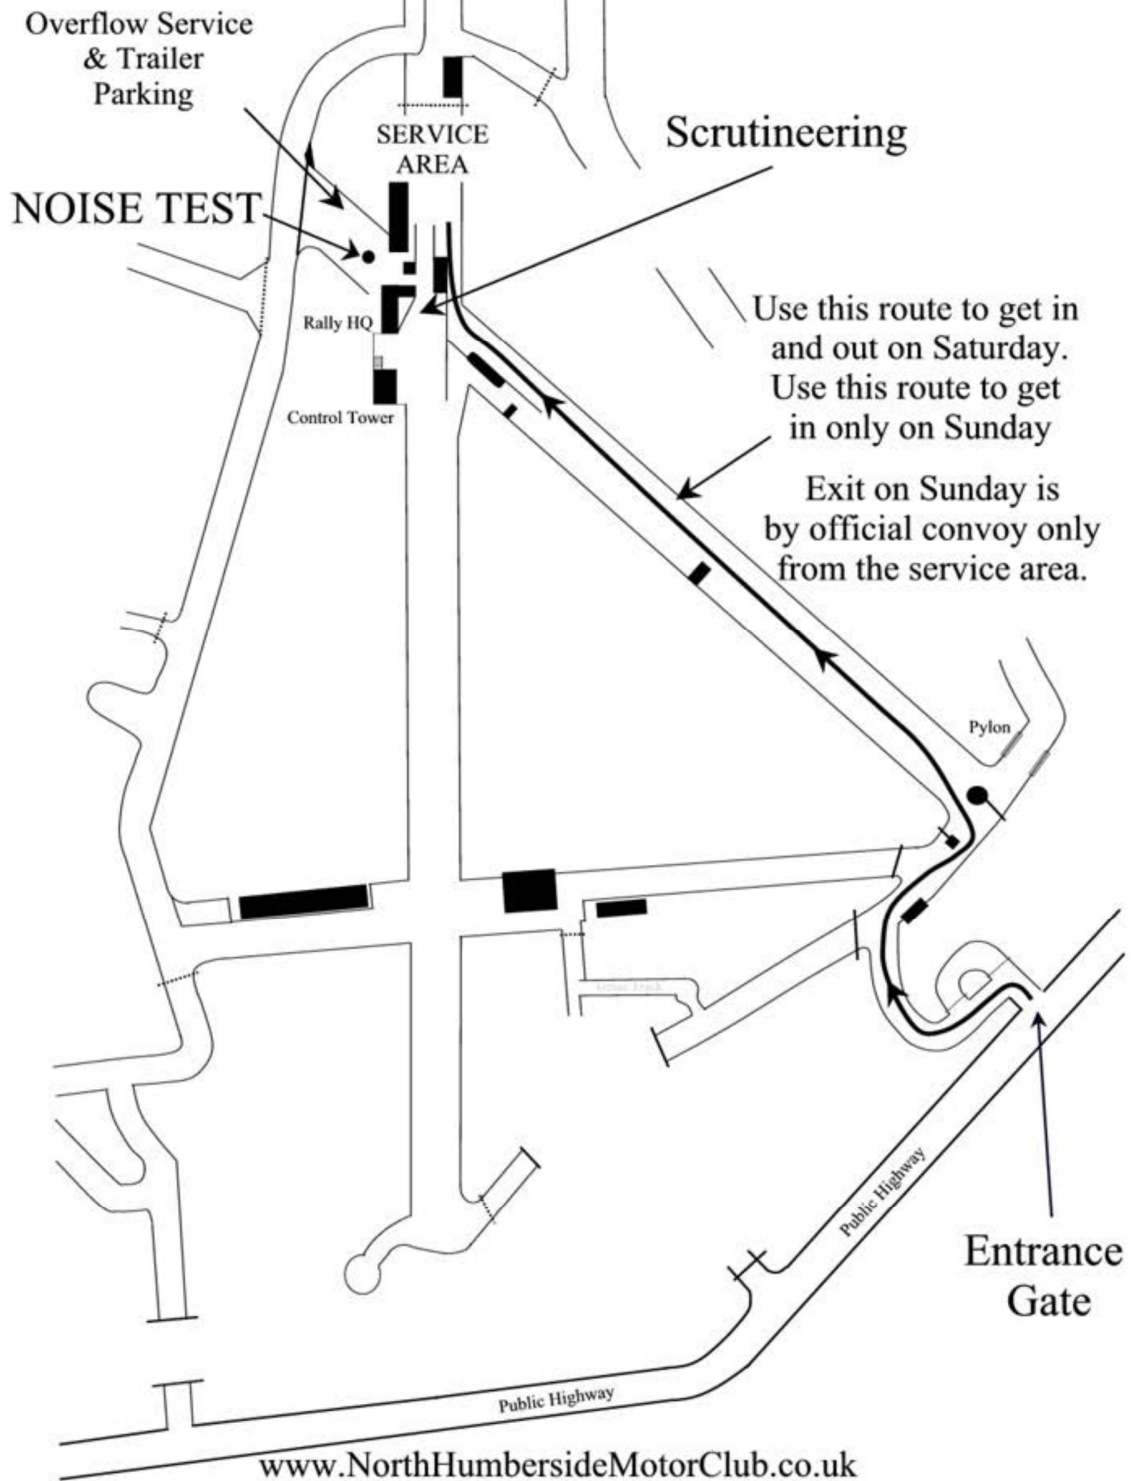 Overflow Service
& Trailer
Parking
SERVICE
AREA
Scrutineering
NOISE TEST
Rally HQ
Control Tower
Use this route to get in
and out on Saturday.
Use this route to get
in only on Sunday
Exit on Sunday is
by official convoy only
from the service area.
Pylon
Public Highway
Entrance
Gate
Public Highway
www.NorthHumbersideMotorClub.co.uk